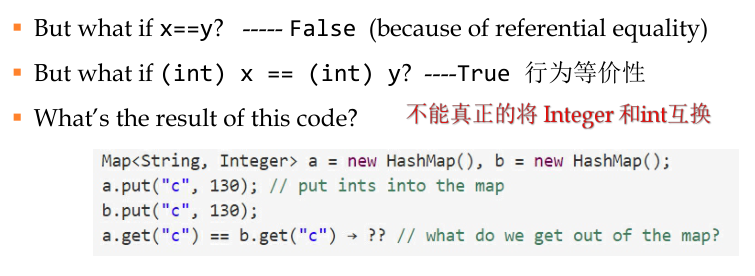 ▪ But what if x==y? ----- False (because of referential equality)
▪ But what if (int) x == (int) y? ----True 行为等价性
▪ What's the result of this code? 不能真正的将 Integer 和int互换
Map<String, Integer> a = new HashMap(), b = new HashMap();
a.put("c", 130); // put ints into the map
b.put("c", 130);
a.get("c") == b.get("c") → ?? // what do we get out of the map?